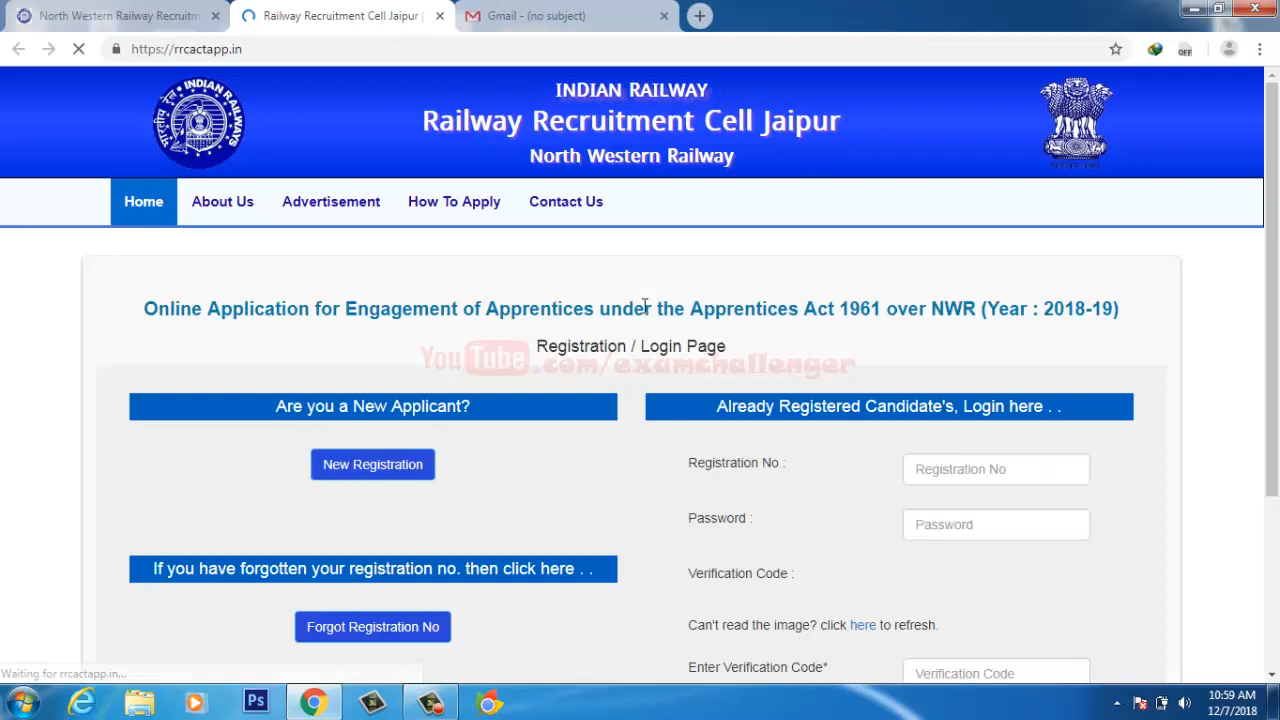 North Western Railway Recruitm
Railway Recruitment Cell Jaipur |
Gmail - (no subject)
https://rrcactapp.in
OFF
INDIAN RAILWAY
Railway Recruitment Cell Jaipur
North Western Railway
INDIAN RAILWAYS
भारतीय रेल
Home
About Us
Advertisement
How To Apply
Contact Us
Online Application for Engagement of Apprentices under the Apprentices Act 1961 over NWR (Year : 2018-19)
Registration / Login Page
YouTube.com/examchallenger
Are you a New Applicant?
New Registration
If you have forgotten your registration no. then click here . .
Forgot Registration No
Already Registered Candidate's, Login here . .
Registration No :
Registration No
Password :
Password
Verification Code :
Can't read the image? click here to refresh.
Enter Verification Code*
Verification Code
Waiting for rrcactapp.in...
Ps
10:59 AM
12/7/2018